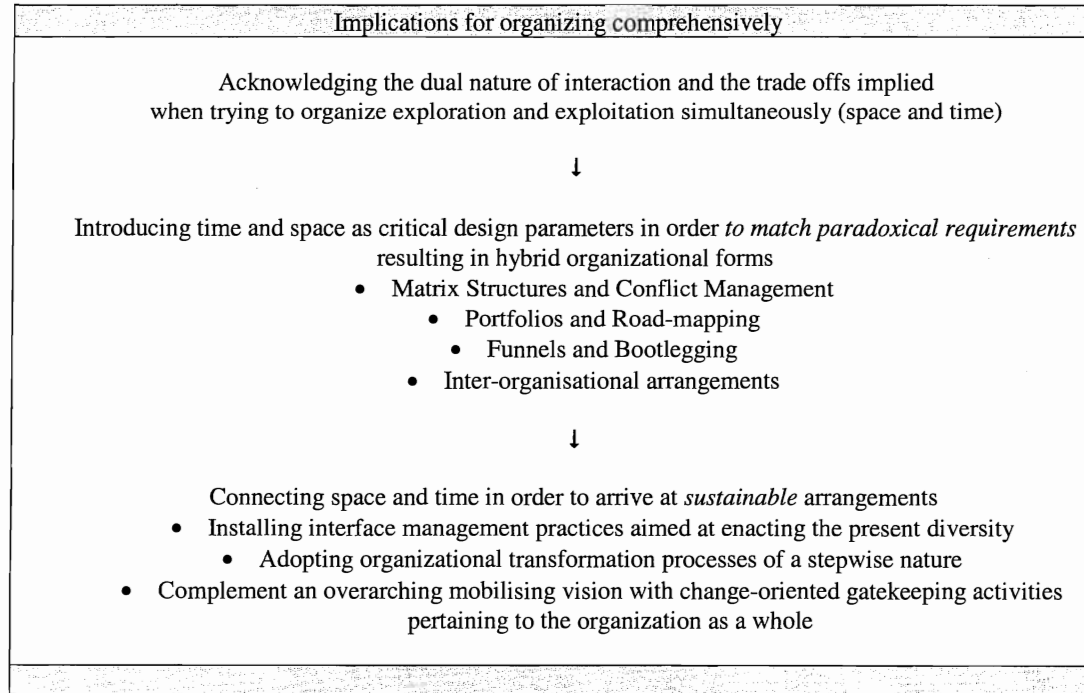 Implications for organizing comprehensively
Acknowledging the dual nature of interaction and the trade offs implied
when trying to organize exploration and exploitation simultaneously (space and time)
↓
Introducing time and space as critical design parameters in order to match paradoxical requirements
resulting in hybrid organizational forms
• Matrix Structures and Conflict Management
• Portfolios and Road-mapping
• Funnels and Bootlegging
• Inter-organisational arrangements
↓
Connecting space and time in order to arrive at sustainable arrangements
• Installing interface management practices aimed at enacting the present diversity
• Adopting organizational transformation processes of a stepwise nature
• Complement an overarching mobilising vision with change-oriented gatekeeping activities
pertaining to the organization as a whole